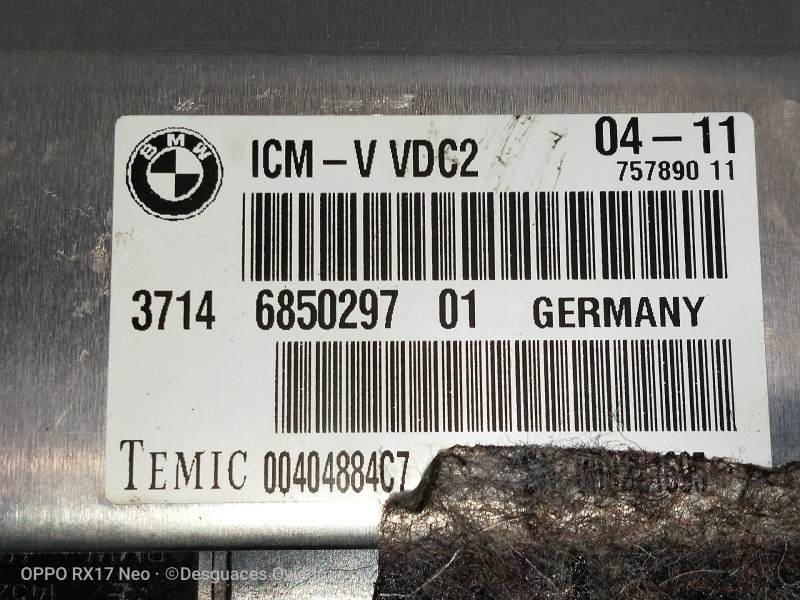 BMW
ICM-V VDC2
04-11
757890 11
3714 6850297 01 GERMANY
TEMIC 00404884C7
OPPO RX17 Neo · ©Desguaces